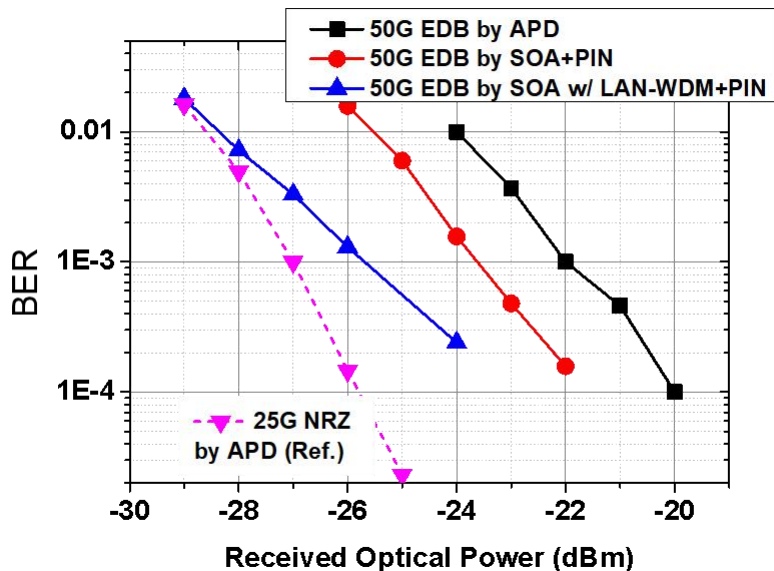 50G EDB by APD
50G EDB by SOA+PIN
50G EDB by SOA w/ LAN-WDM+PIN
0.01
1E-3
1E-4
BER
25G NRZ
by APD (Ref.)
-30 -28 -26 -24 -22 -20
Received Optical Power (dBm)